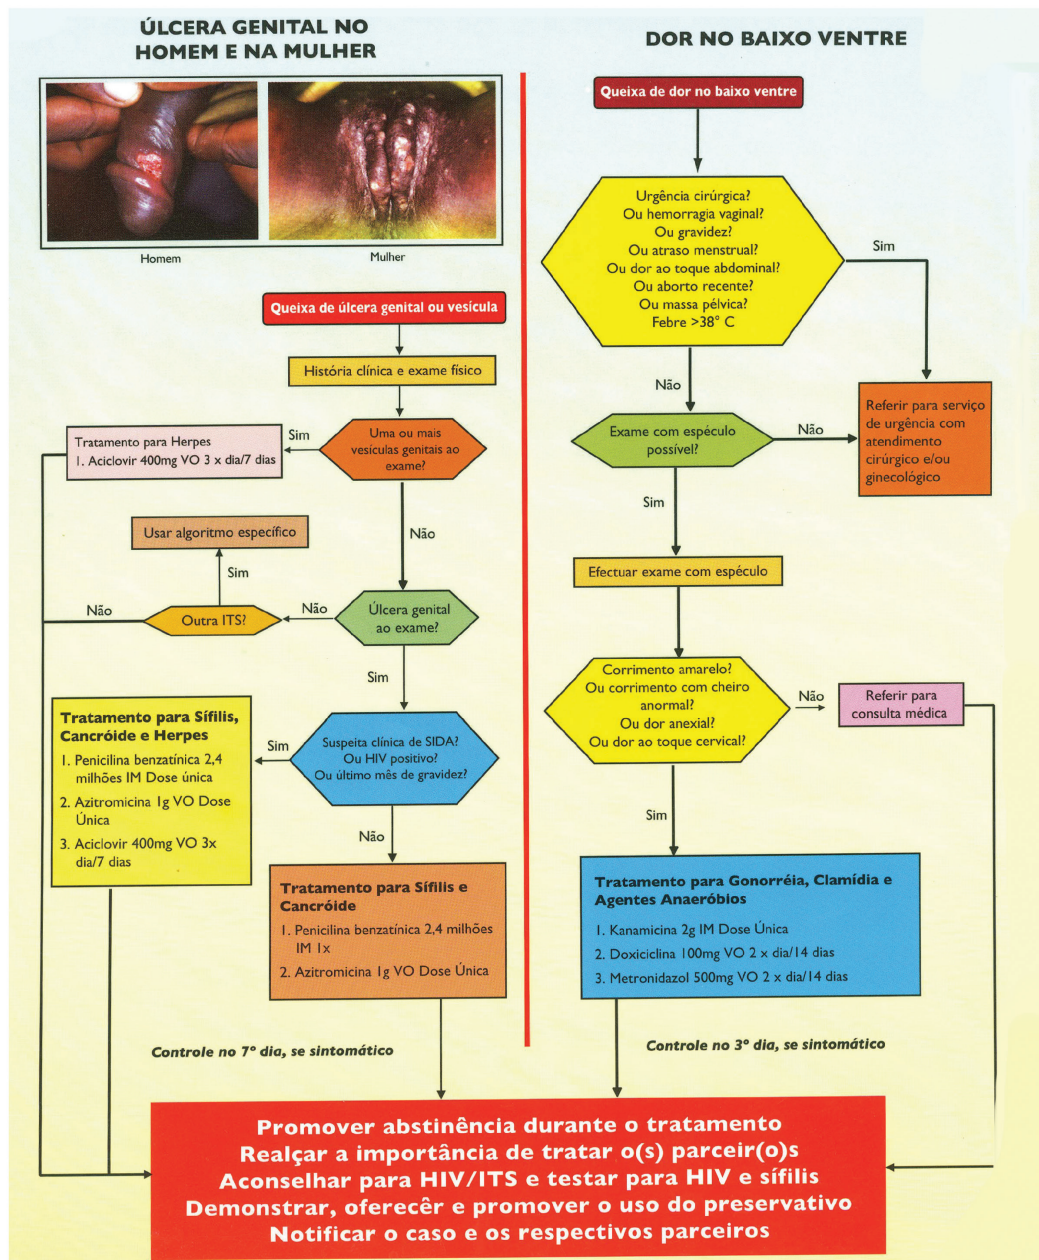 ÚLCERA GENITAL NO
HOMEM E NA MULHER
Homem
Mulher
Queixa de úlcera genital ou vesícula
História clínica e exame físico
Uma ou mais
vesículas genitais ao
exame?
Sim
Tratamento para Herpes
1. Aciclovir 400mg VO 3 x dia/7 dias
Não
Usar algoritmo específico
Sim
Não
Outra ITS?
Não
Úlcera genital
ao exame?
Sim
Tratamento para Sífilis,
Cancróide e Herpes
1. Penicilina benzatínica 2,4
milhões IM Dose única
2. Azitromicina 1g VO Dose
Única
3. Aciclovir 400mg VO 3x
dia/7 dias
Sim
Suspeita clínica de SIDA?
Ou HIV positivo?
Ou último mês de gravidez?
Não
Tratamento para Sífilis e
Cancróide
1. Penicilina benzatínica 2,4 milhões
IM 1x
2. Azitromicina 1g VO Dose Única
Controle no 7º dia, se sintomático
DOR NO BAIXO VENTRE
Queixa de dor no baixo ventre
Urgência cirúrgica?
Ou hemorragia vaginal?
Ou gravidez?
Ou atraso menstrual?
Ou dor ao toque abdominal?
Ou aborto recente?
Ou massa pélvica?
Febre >38° C
Sim
Não
Exame com espéculo
possível?
Não
Referir para serviço
de urgência com
atendimento
cirúrgico e/ou
ginecológico
Sim
Efectuar exame com espéculo
Corrimento amarelo?
Ou corrimento com cheiro
anormal?
Ou dor anexial?
Ou dor ao toque cervical?
Não
Referir para
consulta médica
Sim
Tratamento para Gonorréia, Clamídia e
Agentes Anaeróbios
1. Kanamicina 2g IM Dose Única
2. Doxiciclina 100mg VO 2 x dia/14 dias
3. Metronidazol 500mg VO 2 x dia/14 dias
Controle no 3º dia, se sintomático
Promover abstinência durante o tratamento
Realçar a importância de tratar o(s) parceir(o)s
Aconselhar para HIV/ITS e testar para HIV e sífilis
Demonstrar, oferecêr e promover o uso do preservativo
Notificar o caso e os respectivos parceiros